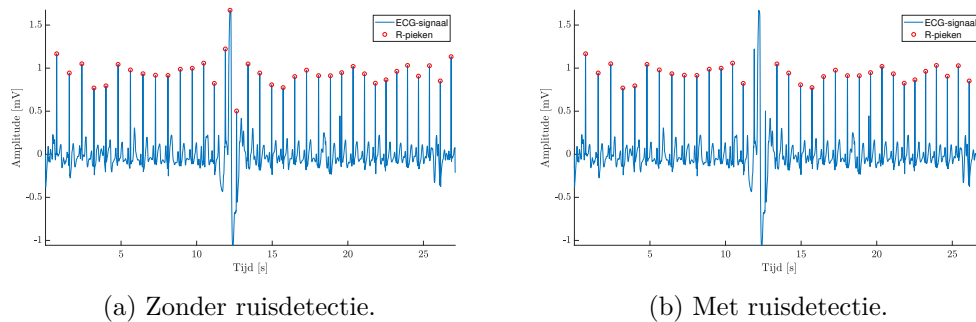 1.5
1
0.5
0
-0.5
-1
Amplitude [mV]
5
10
15
20
25
Tijd [s]
ECG-signaal
R-pieken
(a) Zonder ruisdetectie.
1.5
1
0.5
0
-0.5
-1
Amplitude [mV]
5
10
15
20
25
Tijd [s]
ECG-signaal
R-pieken
(b) Met ruisdetectie.